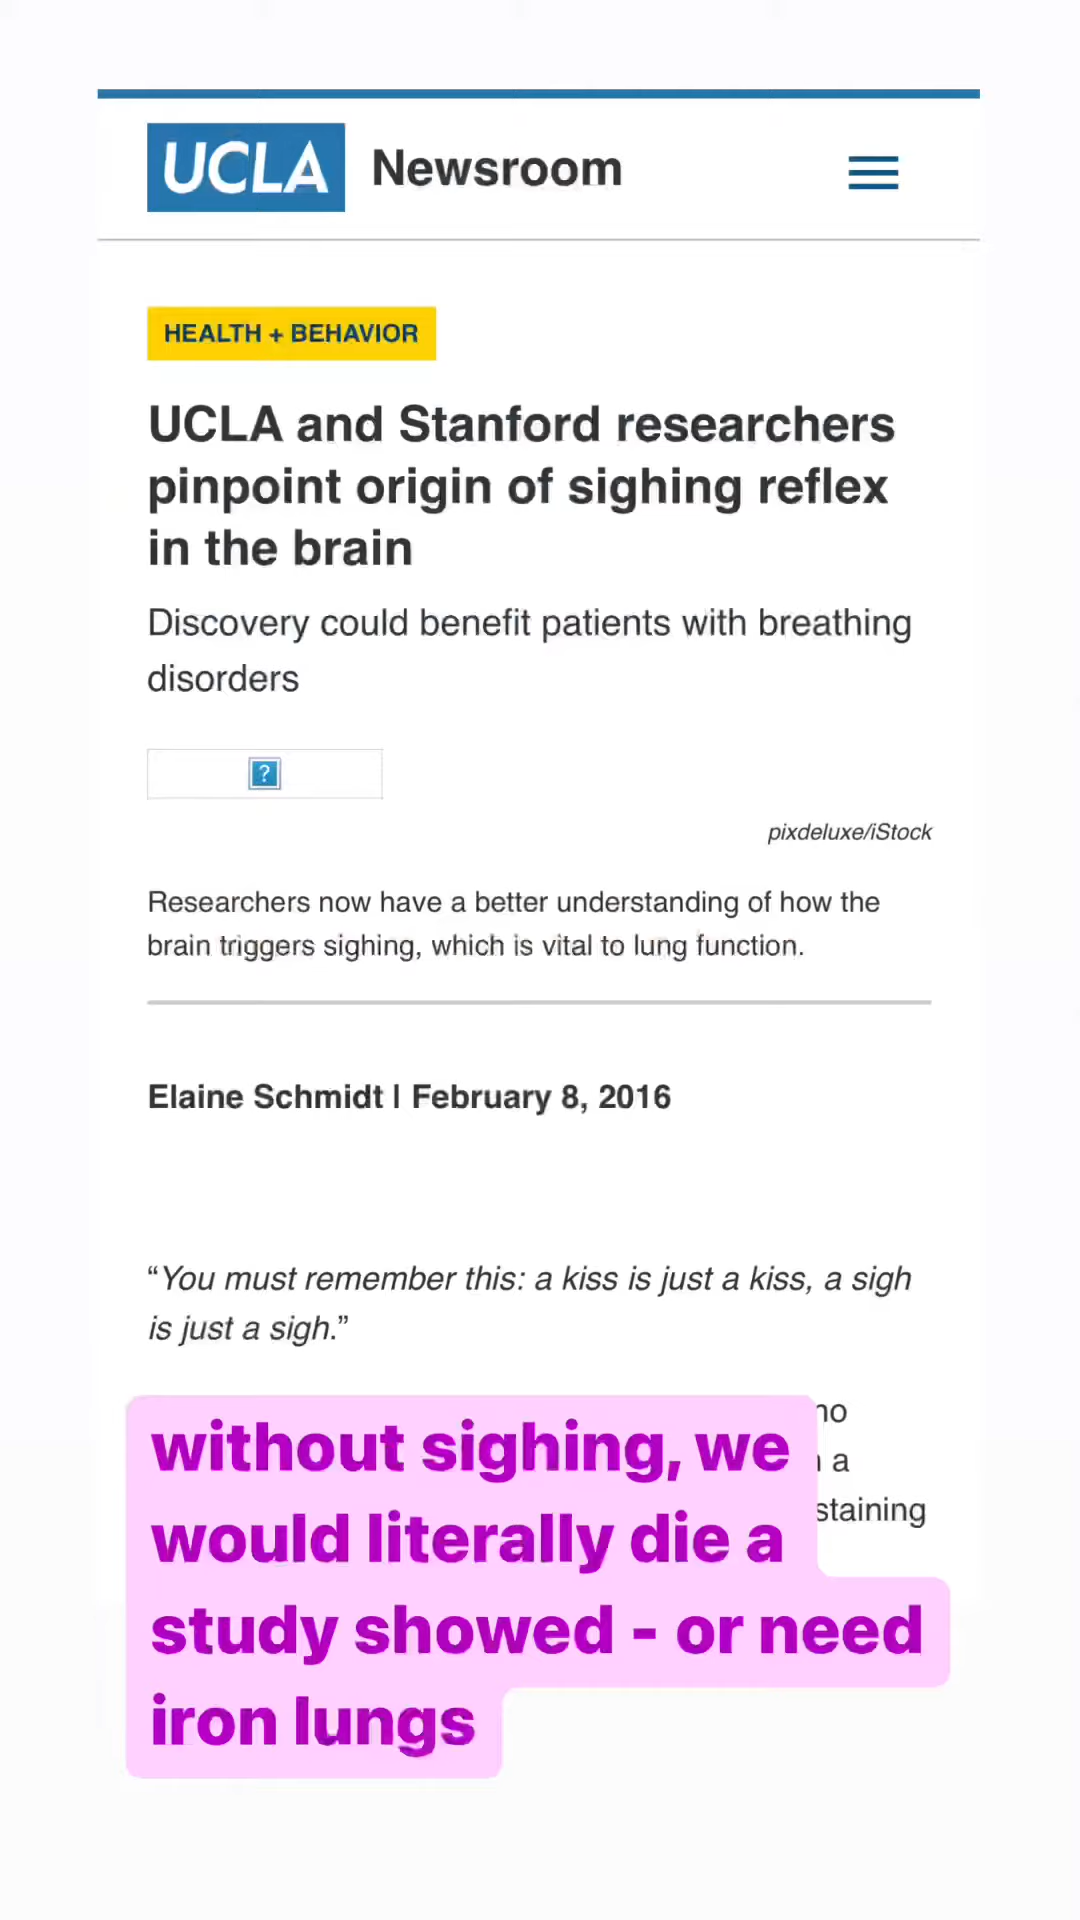 UCLA Newsroom
HEALTH + BEHAVIOR
UCLA and Stanford researchers
pinpoint origin of sighing reflex
in the brain
Discovery could benefit patients with breathing
disorders
?
pixdeluxe/iStock
Researchers now have a better understanding of how the
brain triggers sighing, which is vital to lung function.
Elaine Schmidt | February 8, 2016
“You must remember this: a kiss is just a kiss, a sigh
is just a sigh.”
without sighing, we
would literally die a
study showed - or need
iron lungs
a